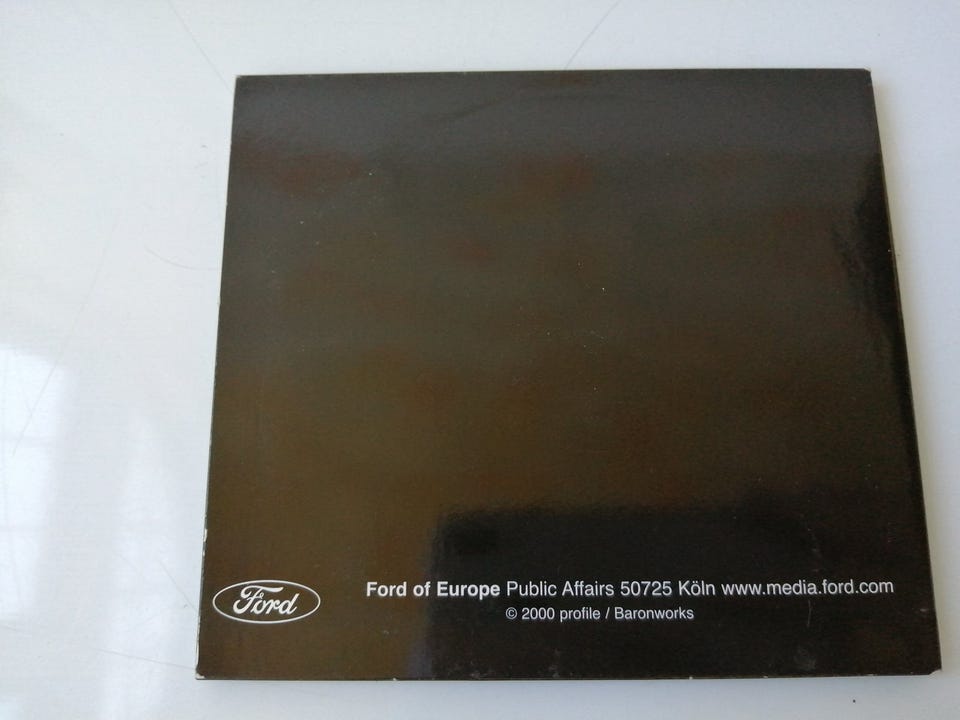 Ford
Ford of Europe Public Affairs 50725 Köln www.media.ford.com
© 2000 profile / Baronworks